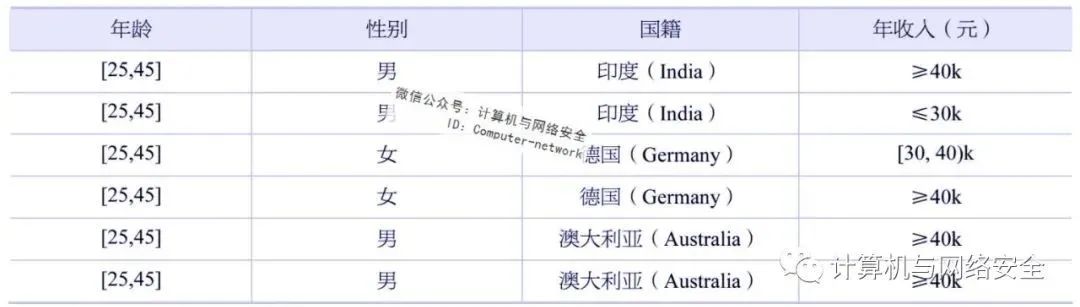 年龄 性别 国籍 年收入（元）
[25,45] 男 印度（India） ≥40k
[25,45] 男 印度（India） ≤30k
[25,45] 女 德国（Germany） [30, 40)k
[25,45] 女 德国（Germany） ≥40k
[25,45] 男 澳大利亚（Australia） ≥40k
[25,45] 男 澳大利亚（Australia） ≥40k
微信公众号：计算机与网络安全
ID：Computer-network
计算机与网络安全